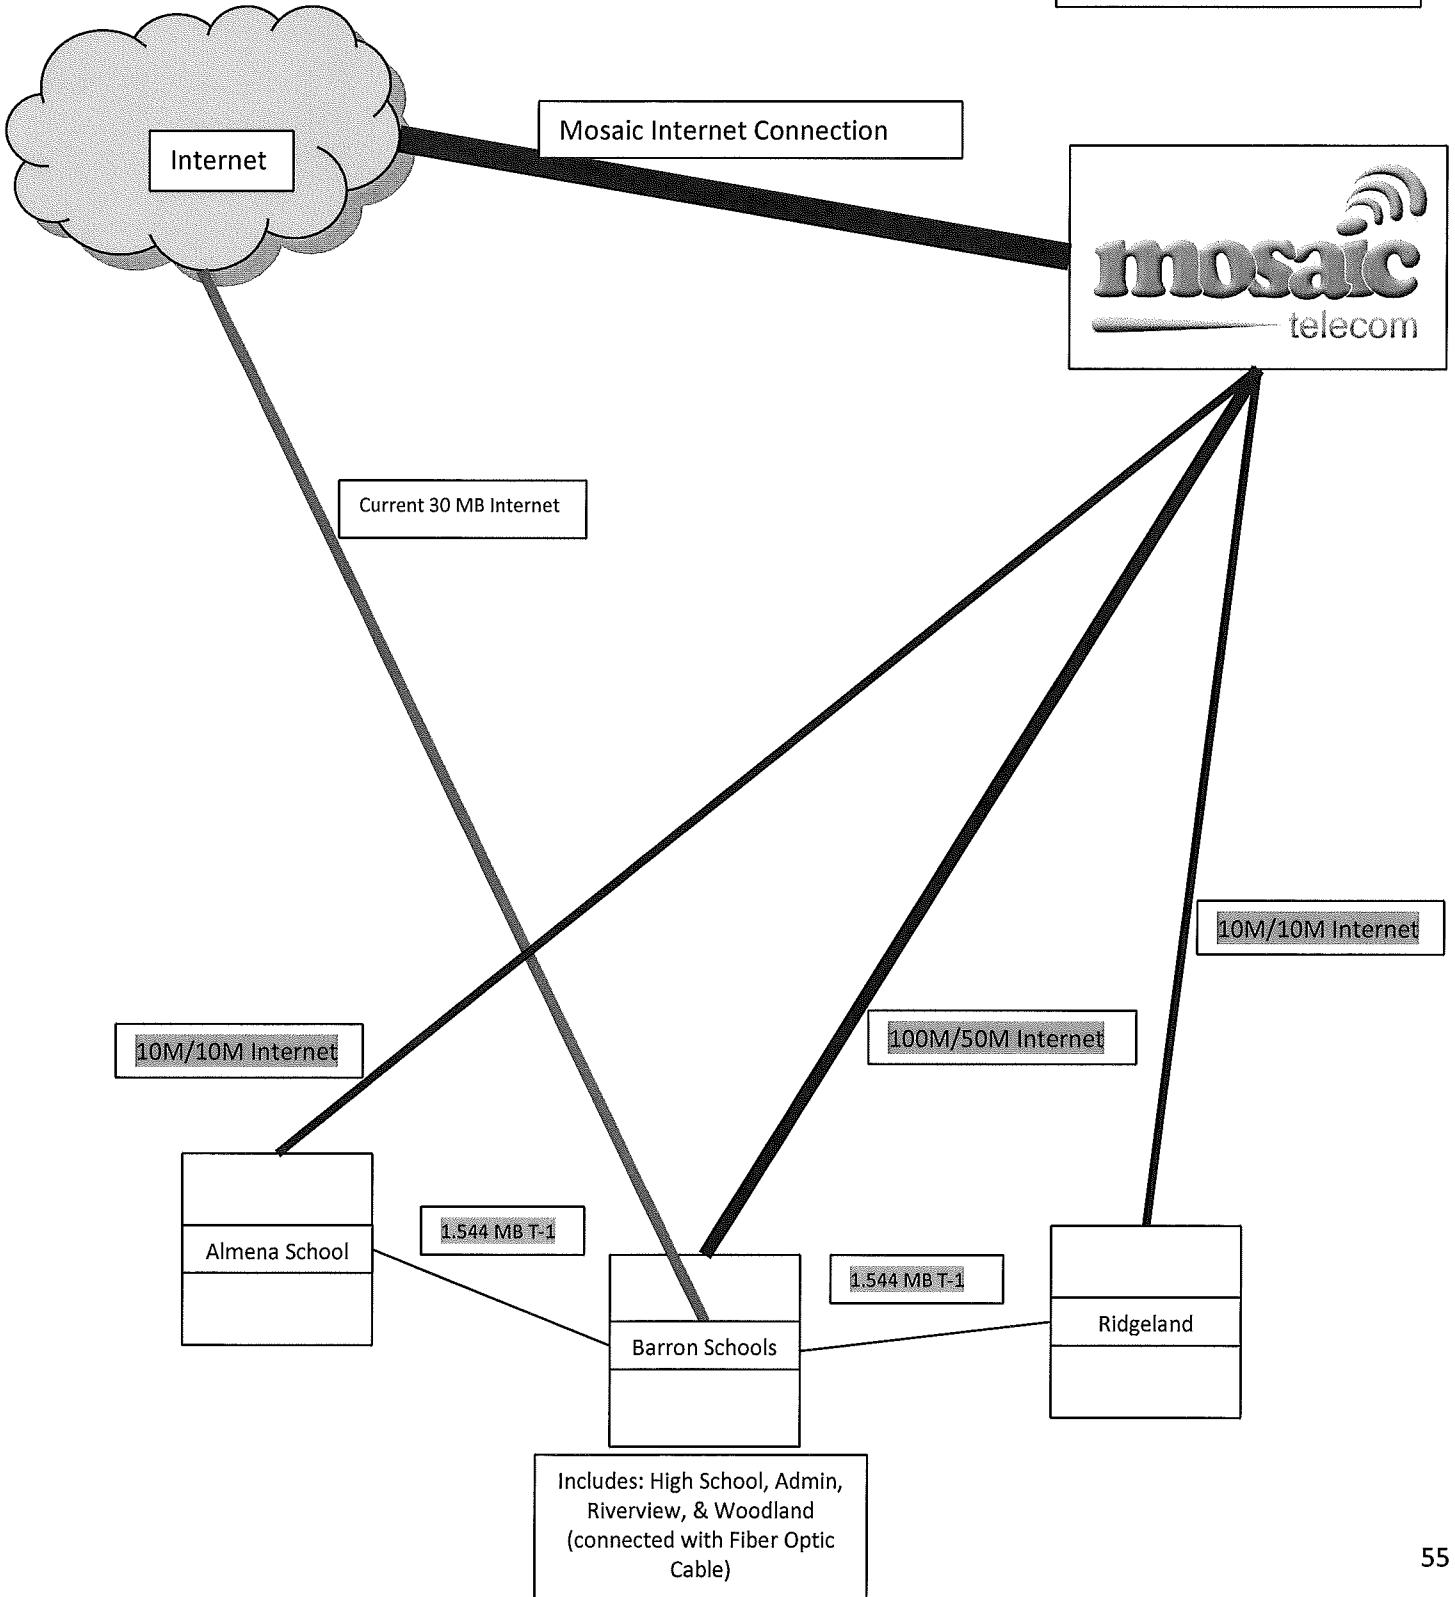 Mosaic Internet Connection
Internet
mosaic
telecom
Current 30 MB Internet
10M/10M Internet
100M/50M Internet
10M/10M Internet
1.544 MB T-1
Almena School
1.544 MB T-1
Ridgeland
Barron Schools
Includes: High School, Admin,
Riverview, & Woodland
(connected with Fiber Optic
Cable)
55